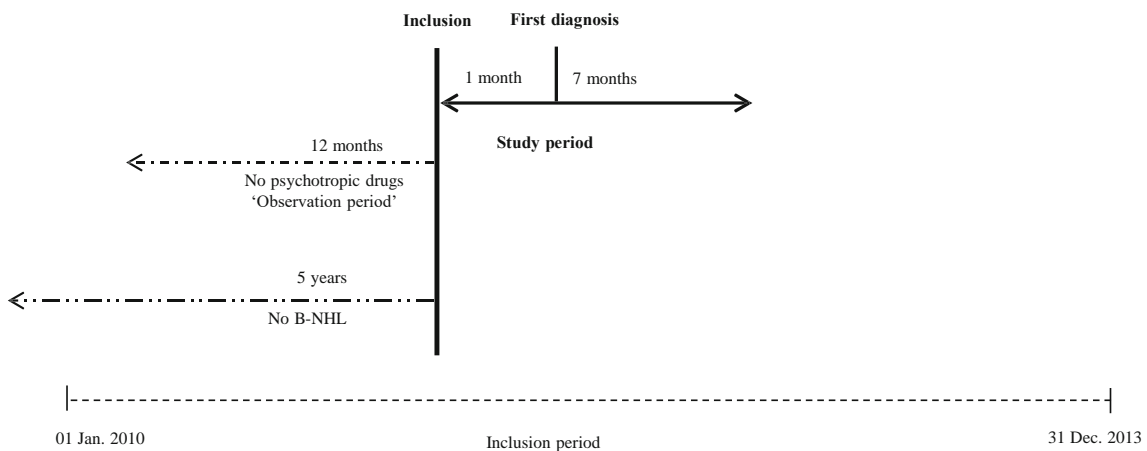 Inclusion
First diagnosis
1 month
7 months
Study period
12 months
No psychotropic drugs
‘Observation period’
5 years
No B-NHL
01 Jan. 2010
Inclusion period
31 Dec. 2013